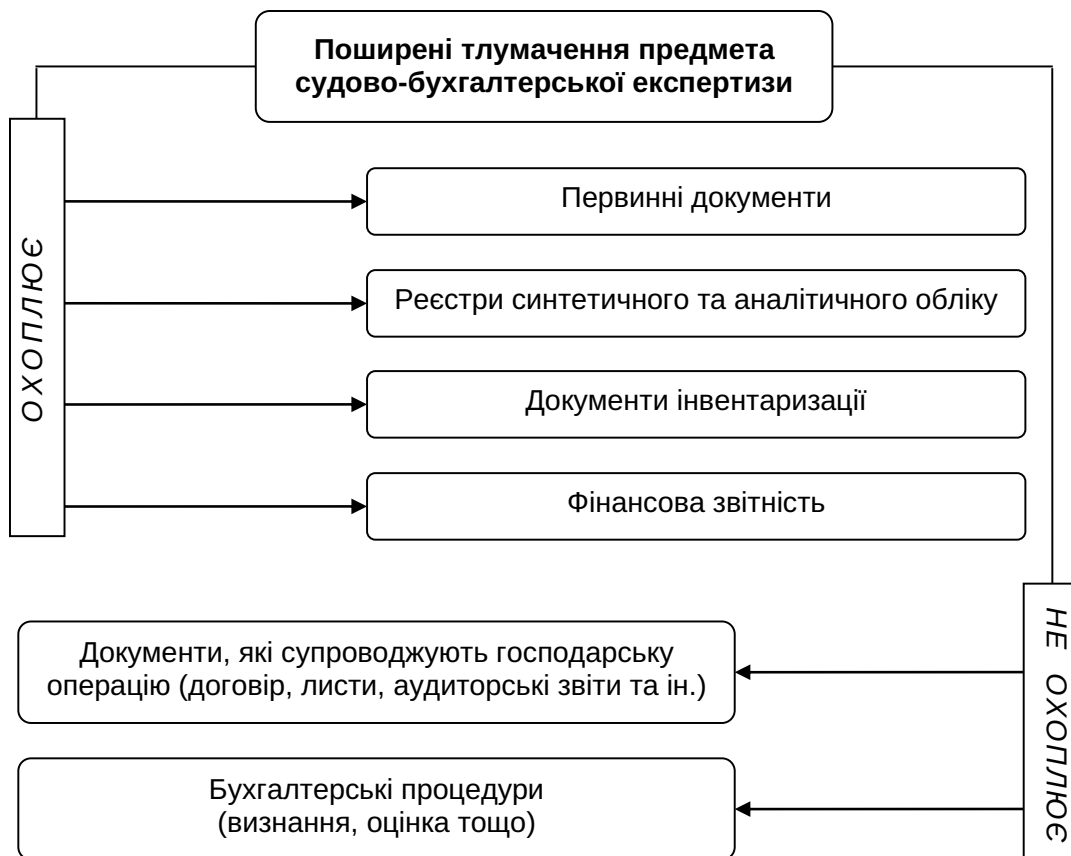 Поширені тлумачення предмета
судово-бухгалтерської експертизи
ОХОПЛЮЄ
Первинні документи
Реєстри синтетичного та аналітичного обліку
Документи інвентаризації
Фінансова звітність
НЕ ОХОПЛЮЄ
Документи, які супроводжують господарську
операцію (договір, листи, аудиторські звіти та ін.)
Бухгалтерські процедури
(визнання, оцінка тощо)